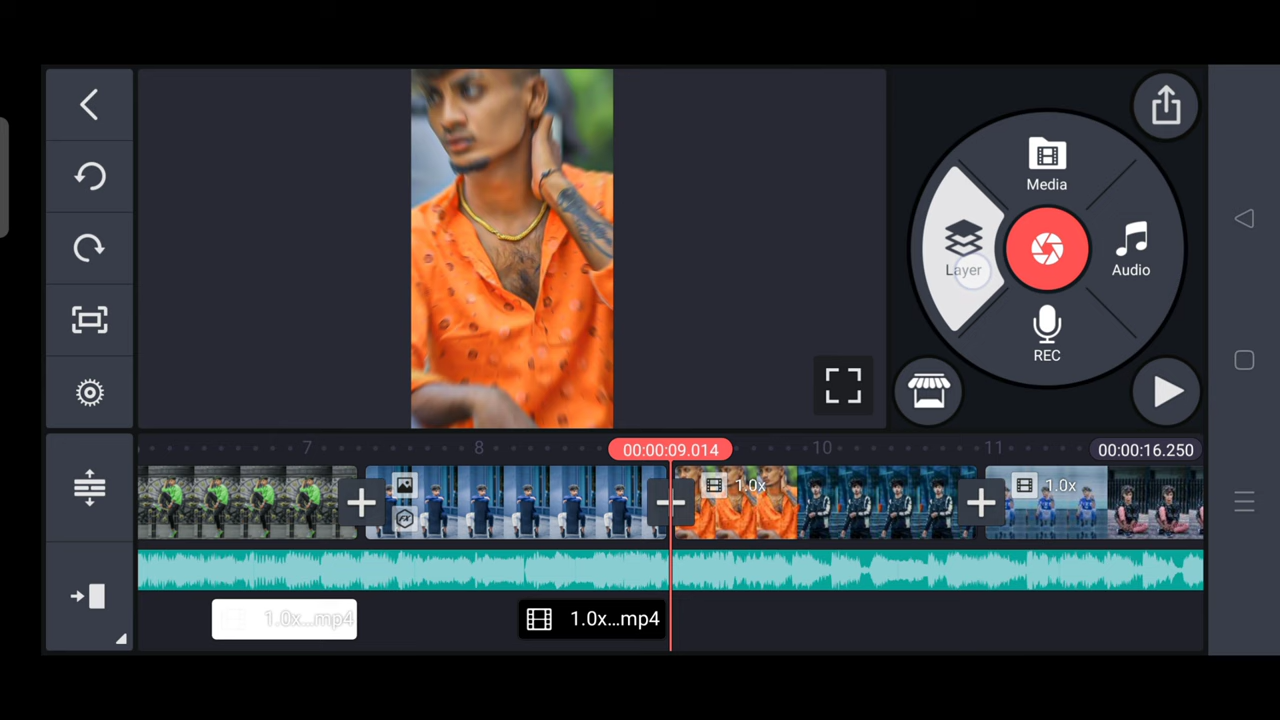 Media
Layer
Audio
REC
7
8
00:00:09.014
10
11
00:00:16.250
1.0x
1.0x
1.0x...mp4
1.0x...mp4